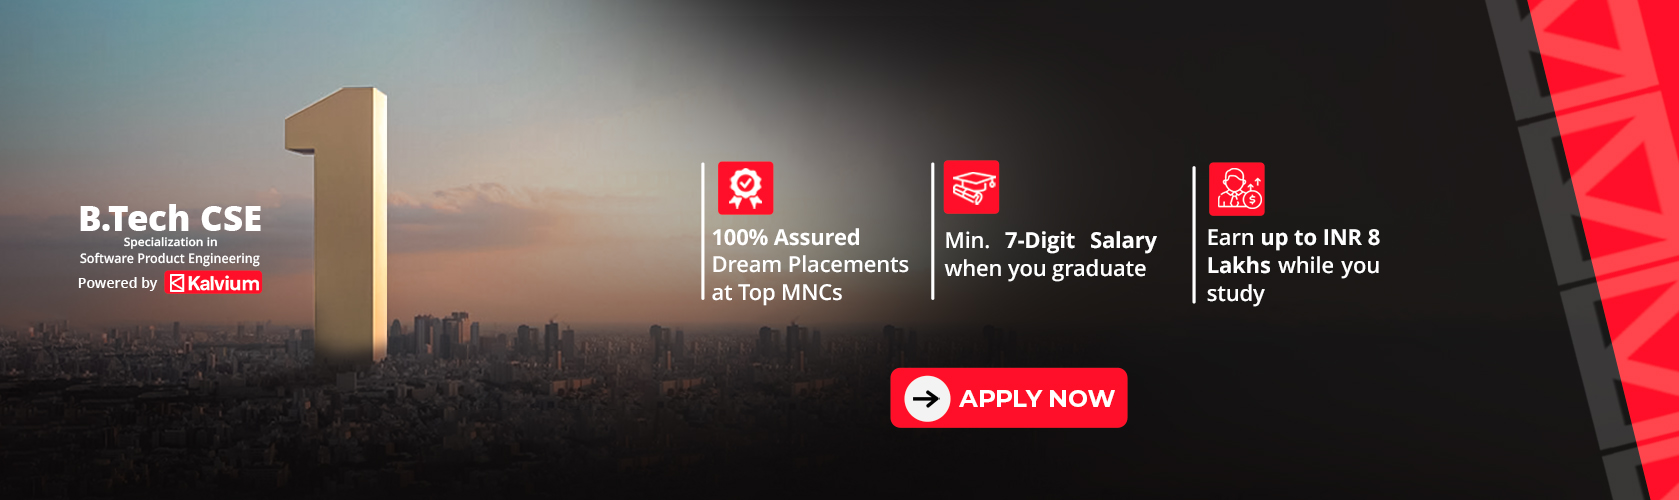 B.Tech CSE
Specialization in
Software Product Engineering
Powered by Kalvium
1
100% Assured
Dream Placements
at Top MNCs
Min. 7-Digit Salary
when you graduate
Earn up to INR 8
Lakhs while you
study
APPLY NOW